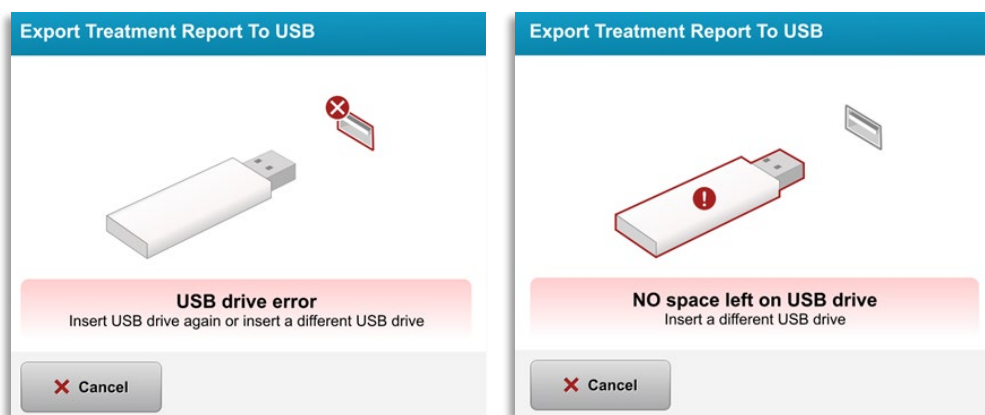 Export Treatment Report To USB
USB drive error
Insert USB drive again or insert a different USB drive
Cancel
Export Treatment Report To USB
NO space left on USB drive
Insert a different USB drive
Cancel